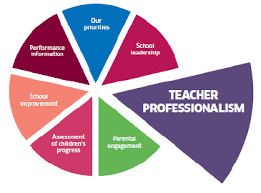 Our
priorities
School
leadership
TEACHER
PROFESSIONALISM
Parental
engagement
Assessment
of children's
progress
School
improvement
Performance
information